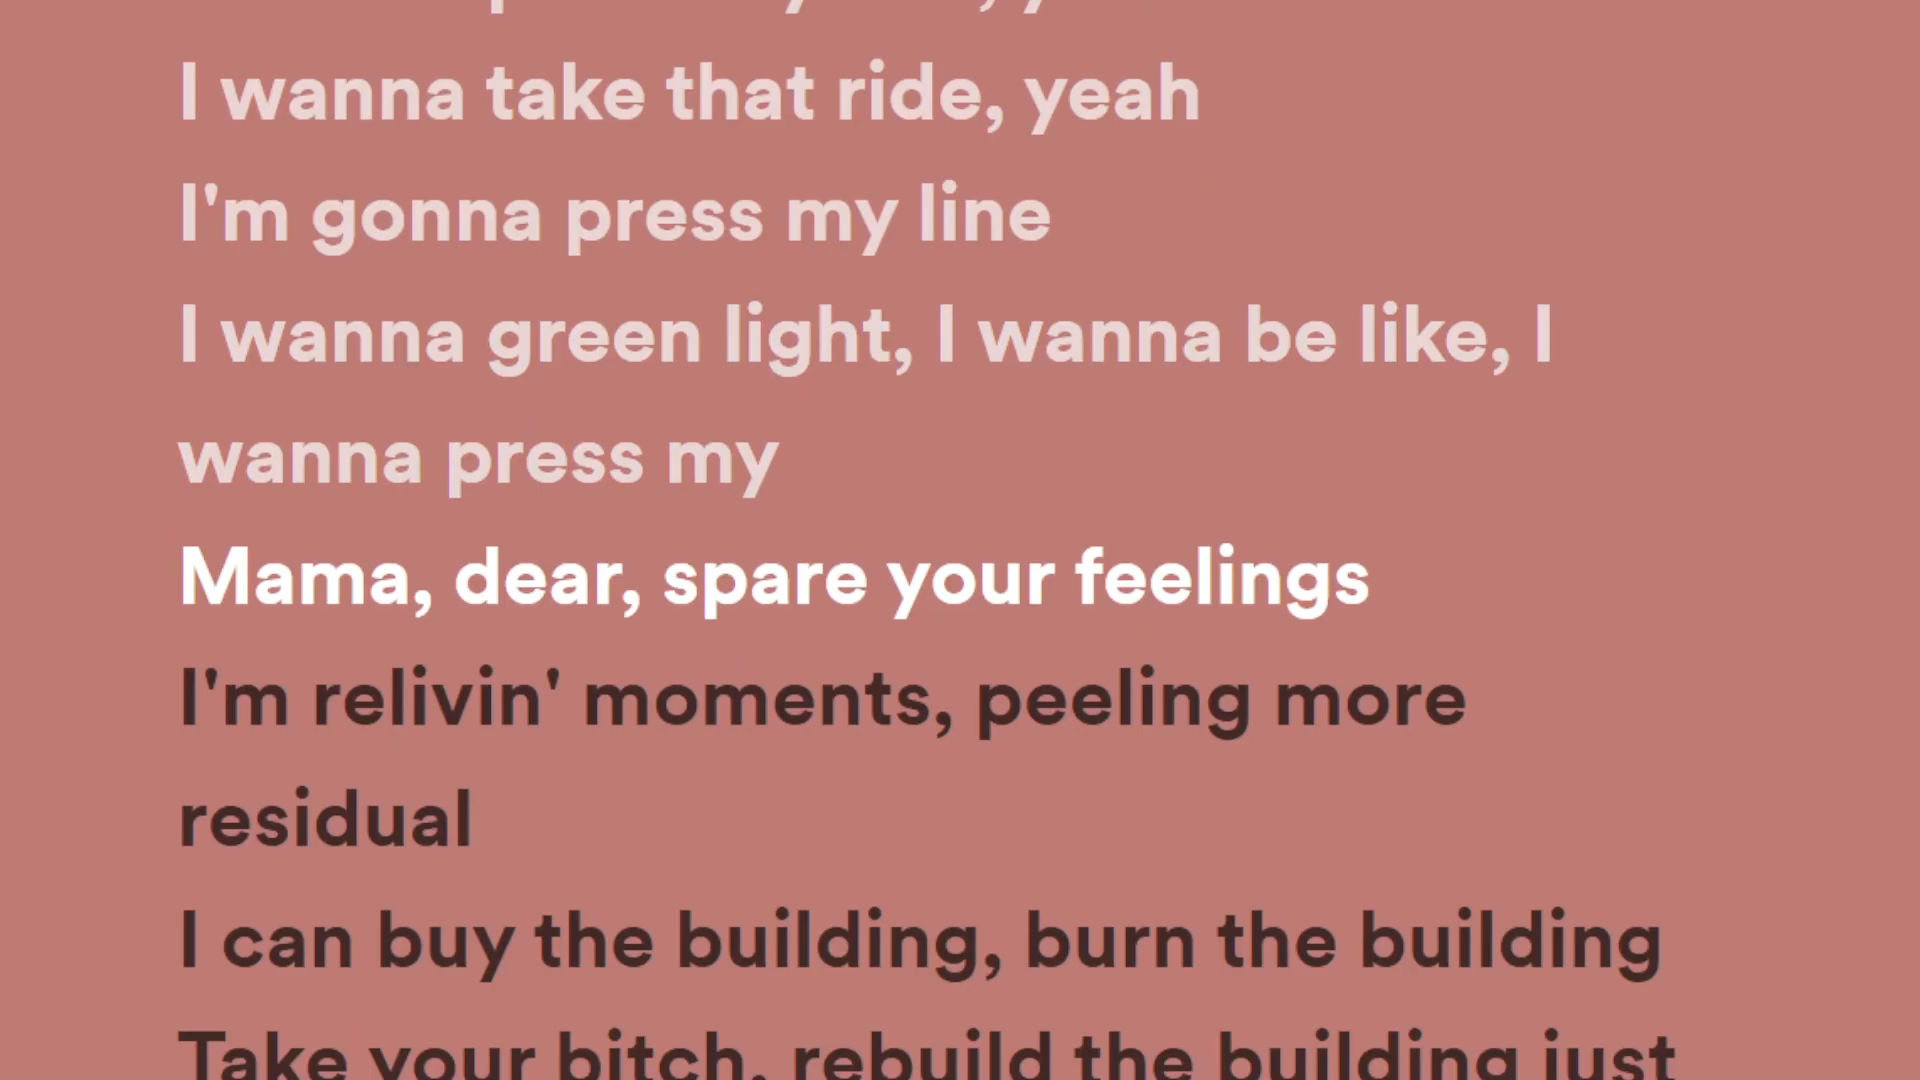 I wanna take that ride, yeah
I'm gonna press my line
I wanna green light, I wanna be like, I
wanna press my
Mama, dear, spare your feelings
I'm relivin' moments, peeling more
residual
I can buy the building, burn the building
Take your bitch, rebuild the building just